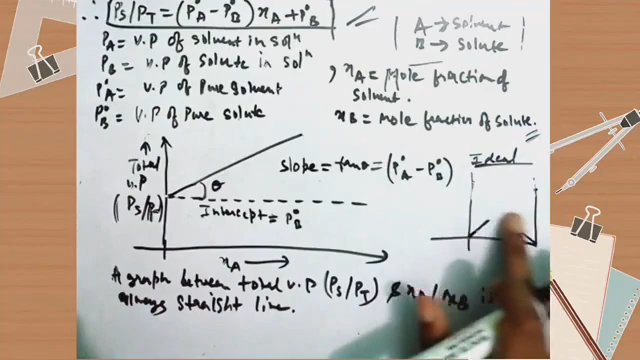 ∴ Ps/PT = (P°A – P°B) xA + P°B
PA = v.p of solvent in solⁿ
PB = v.p of solute in solⁿ
P°A = v.p of Pure solvent
P°B = v.p of Pure solute
A → Solvent
B → Solute
, xA = Mole fraction of
solvent.
xB = Mole fraction of solute.
Total
v.p
(Ps/PT)
θ
Slope = tanθ = (P°A – P°B)
Intercept = P°B
xA →
Ideal
A graph between total v.p (Ps/PT) & xA/xB is
always straight line.